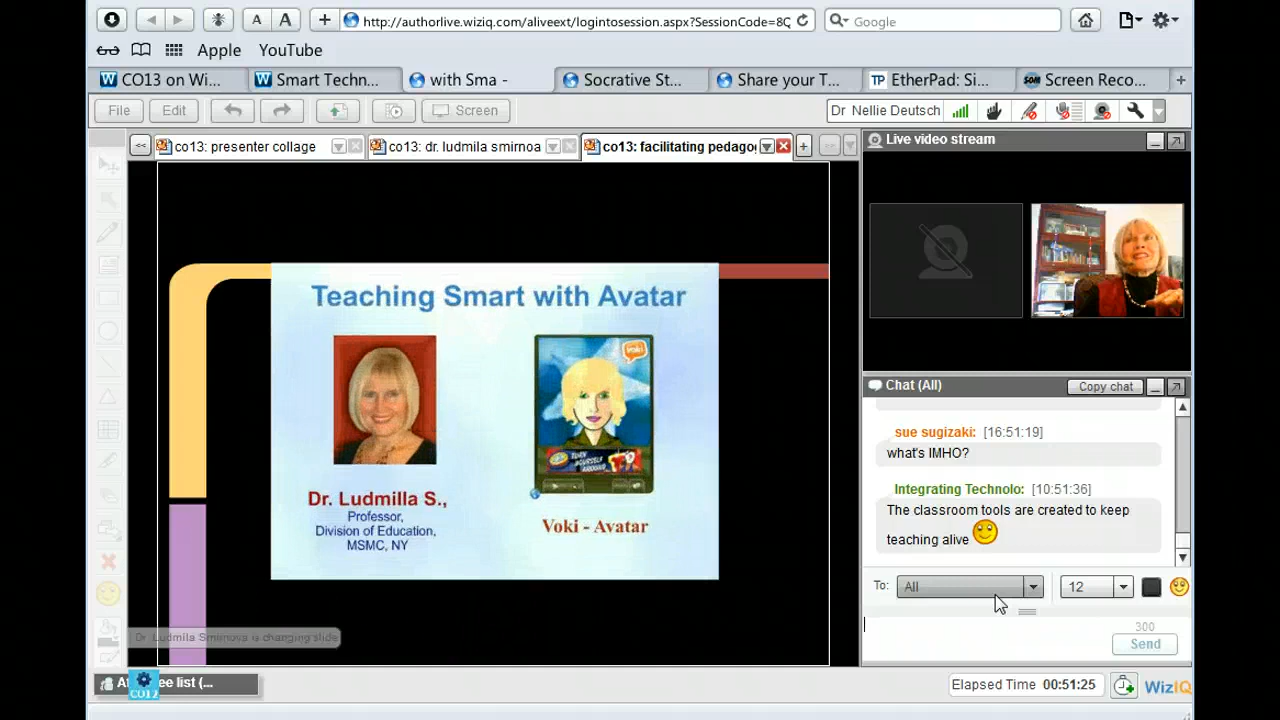 A A + http://authorlive.wiziq.com/aliveext/logintosession.aspx?SessionCode=8Q Google
Apple YouTube
CO13 on Wi... Smart Techn... with Sma - Socrative St... Share your T... EtherPad: Si... Screen Reco... +
File Edit Screen Dr Nellie Deutsch
<< co13: presenter collage co13: dr. ludmila smirnoa co13: facilitating pedago +
Live video stream
Teaching Smart with Avatar
voki
Dr. Ludmilla S.,
Professor,
Division of Education,
MSMC, NY
Voki - Avatar
Dr. Ludmila Smirnova is changing slide
Chat (All) Copy chat
sue sugizaki: [16:51:19]
what's IMHO?
Integrating Technolo: [10:51:36]
The classroom tools are created to keep
teaching alive
To: All 12
300
Send
CO12
Elapsed Time 00:51:25 WizIQ